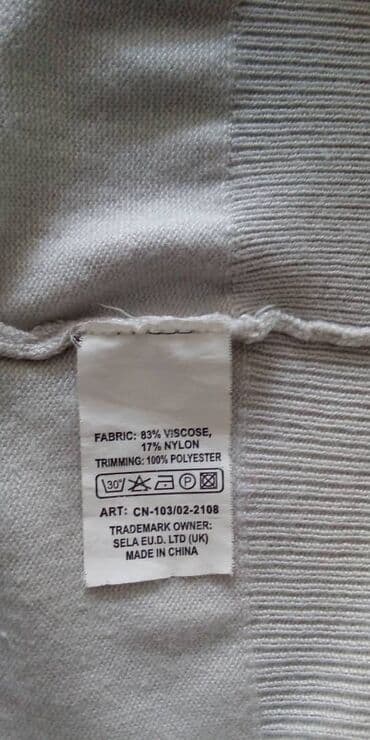 FABRIC: 83% VISCOSE,
17% NYLON
TRIMMING: 100% POLYESTER
30° P
ART: CN-103/02-2108
TRADEMARK OWNER:
SELA EU.D. LTD (UK)
MADE IN CHINA